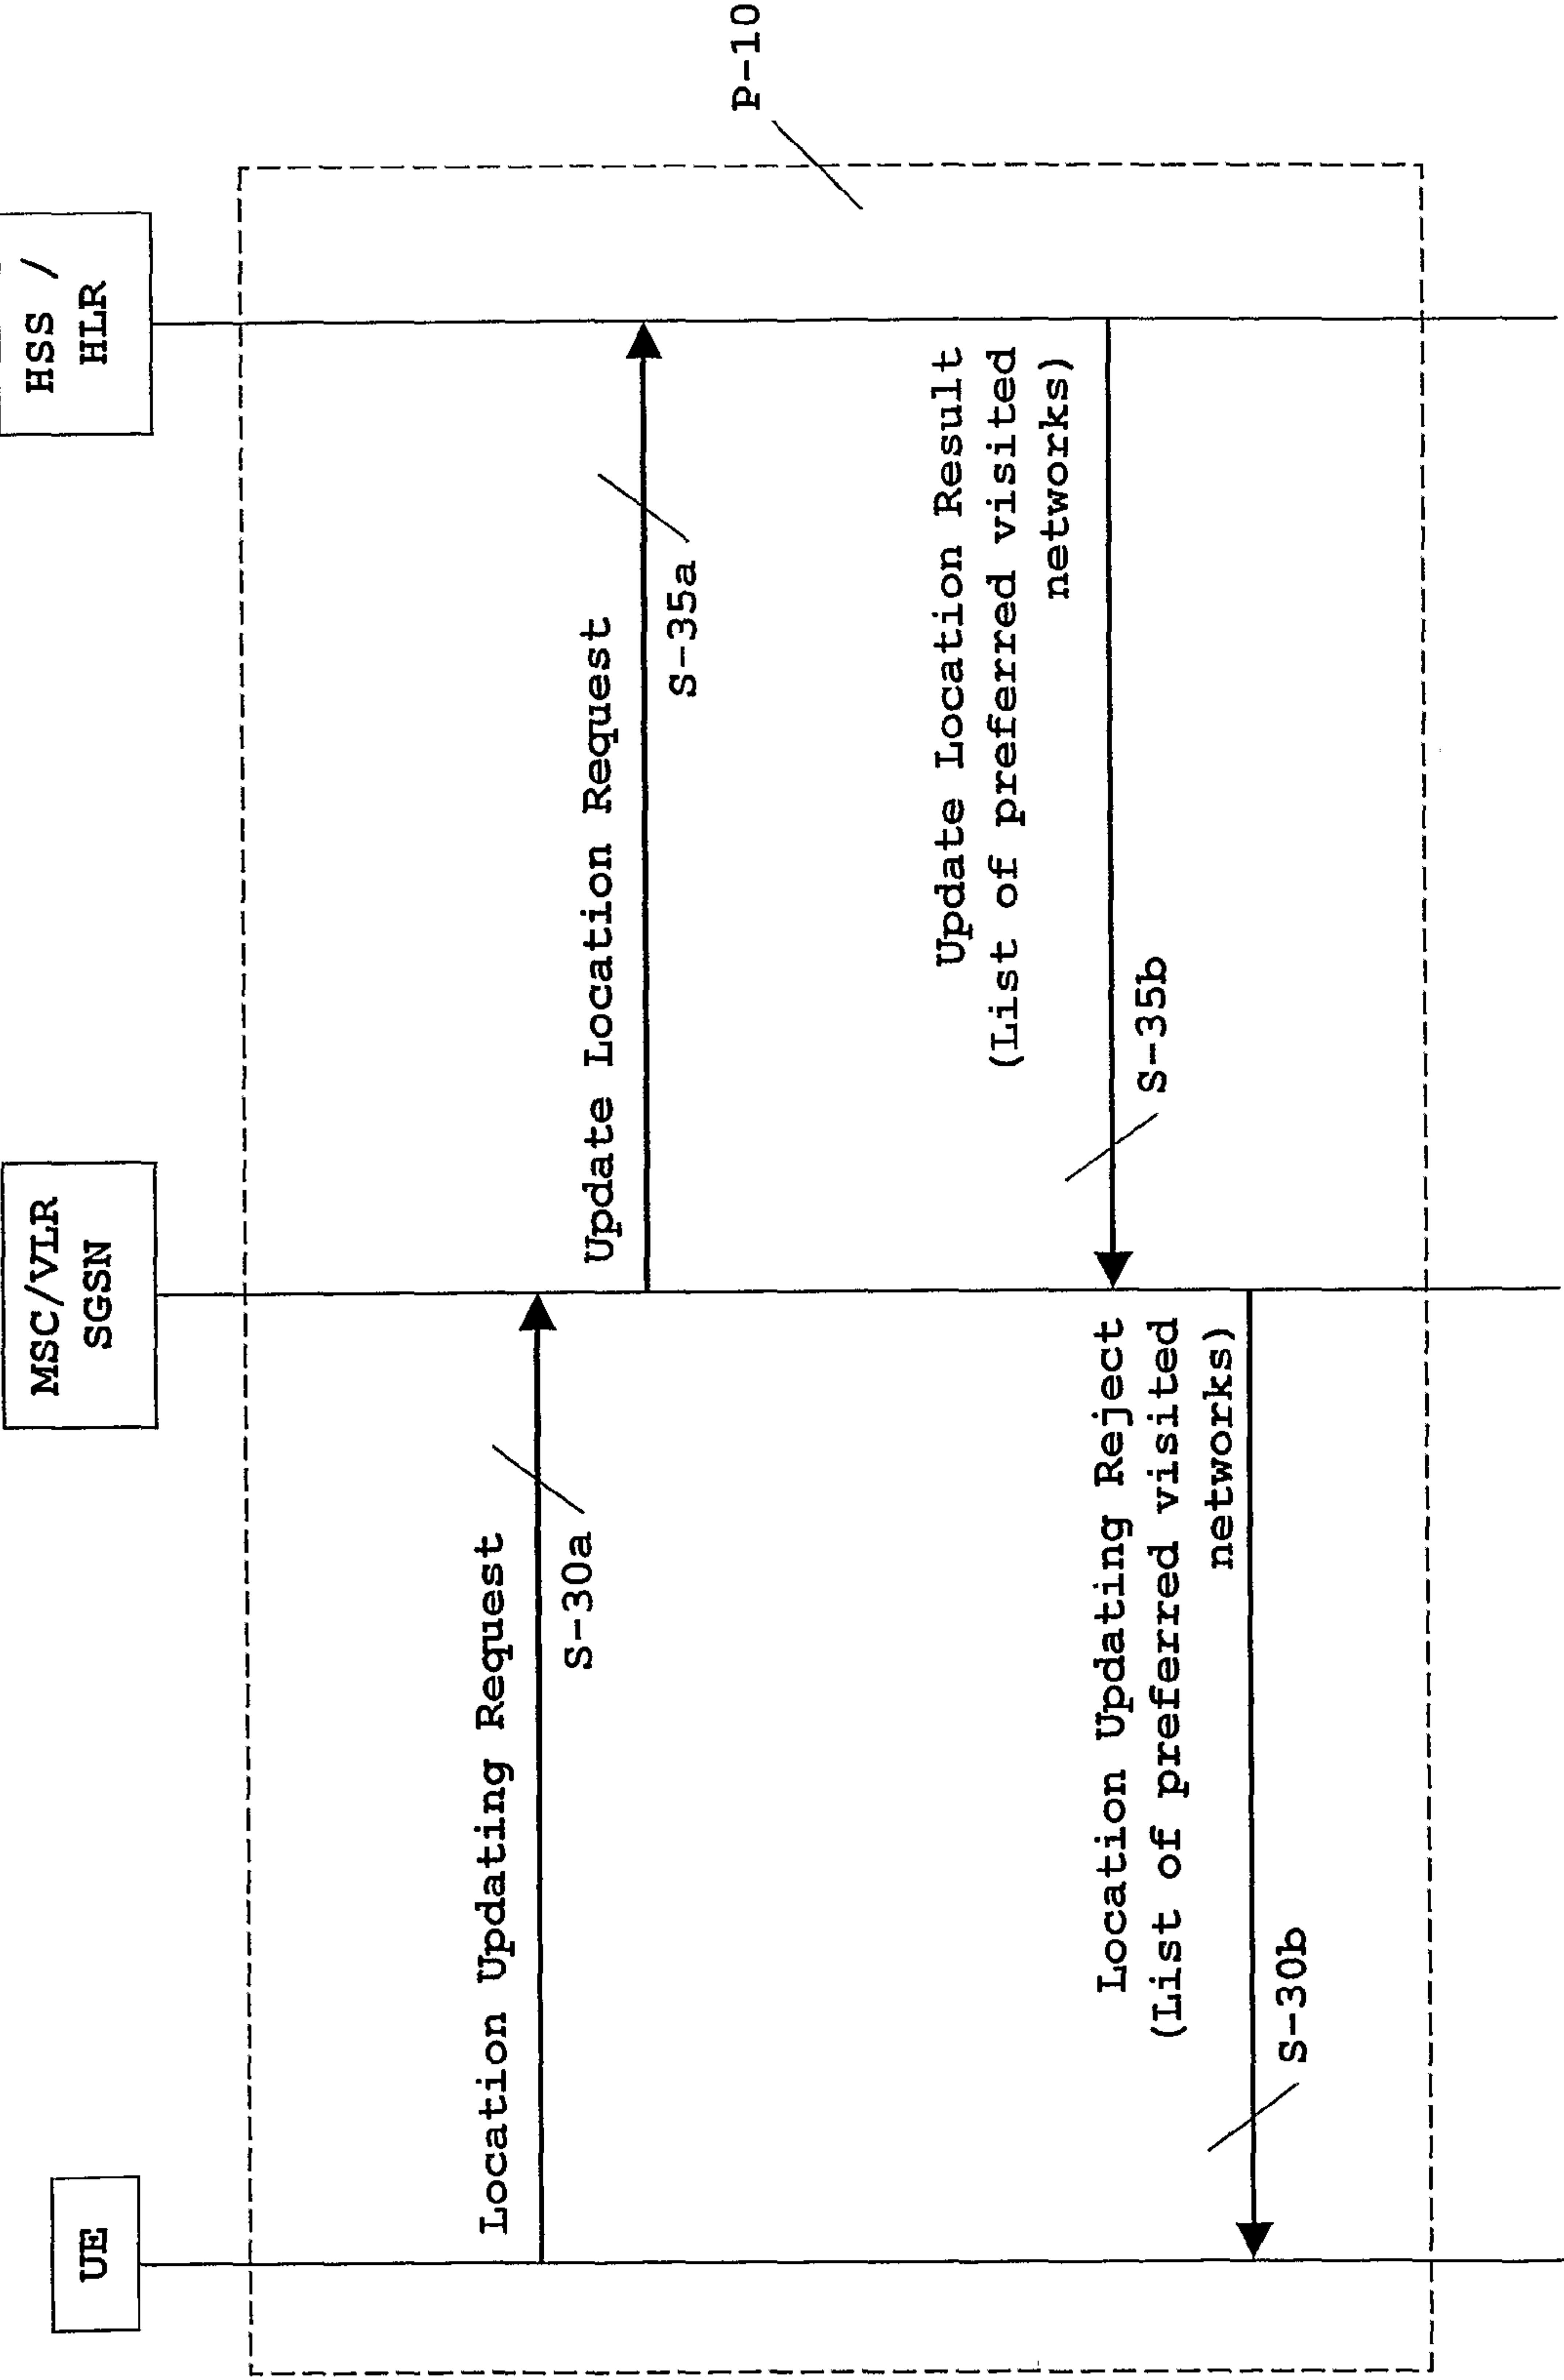 UE
MSC/VLR
SGSN
HSS /
HLR
P-10
Location Updating Request
S-30a
Update Location Request
S-35a
Update Location Result
(List of preferred visited
networks)
S-35b
Location Updating Reject
(List of preferred visited
networks)
S-30b